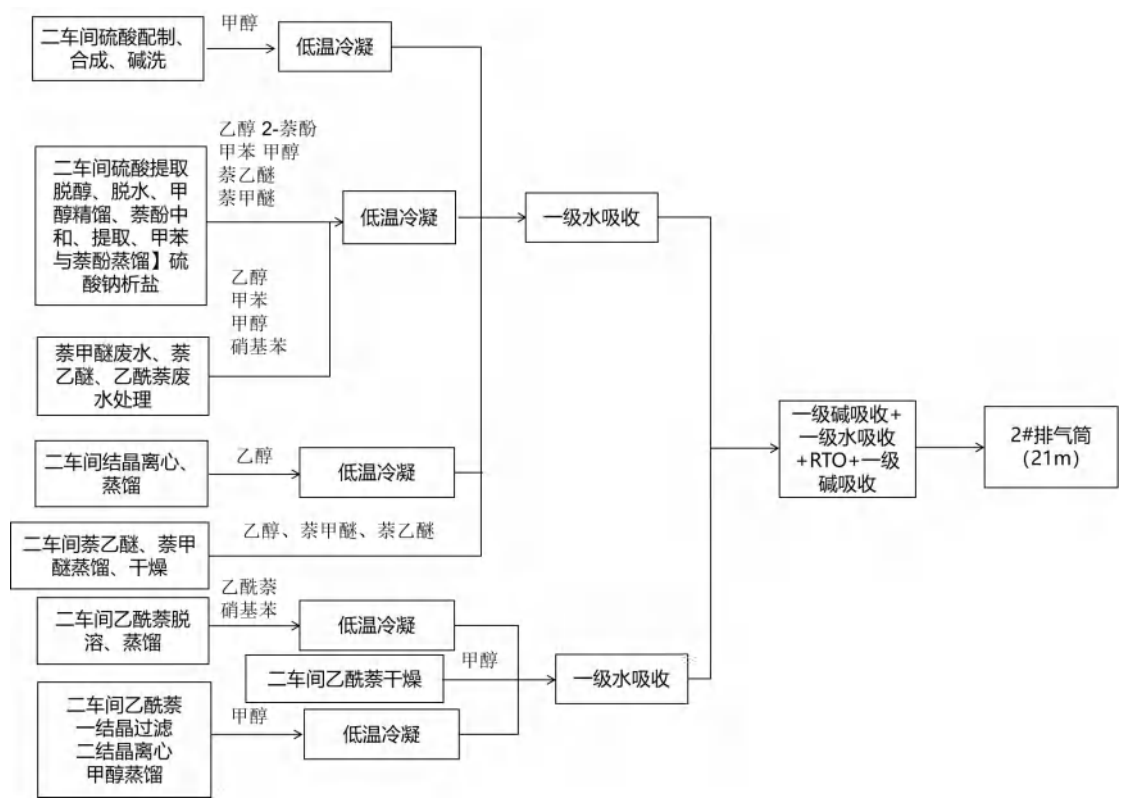 二车间硫酸配制、
合成、碱洗
甲醇
低温冷凝
二车间硫酸提取
脱醇、脱水、甲
醇精馏、萘酚中
和、提取、甲苯
与萘酚蒸馏】硫
酸钠析盐
乙醇 2-萘酚
甲苯 甲醇
萘乙醚
萘甲醚
低温冷凝
一级水吸收
乙醇
甲苯
甲醇
硝基苯
萘甲醚废水、萘
乙醚、乙酰萘废
水处理
二车间结晶离心、
蒸馏
乙醇
低温冷凝
二车间萘乙醚、萘甲
醚蒸馏、干燥
乙醇、萘甲醚、萘乙醚
二车间乙酰萘脱
溶、蒸馏
乙酰萘
硝基苯
低温冷凝
二车间乙酰萘干燥
甲醇
一级水吸收
二车间乙酰萘
一结晶过滤
二结晶离心
甲醇蒸馏
甲醇
低温冷凝
一级碱吸收+
一级水吸收
+RTO+一级
碱吸收
2#排气筒
（21m）